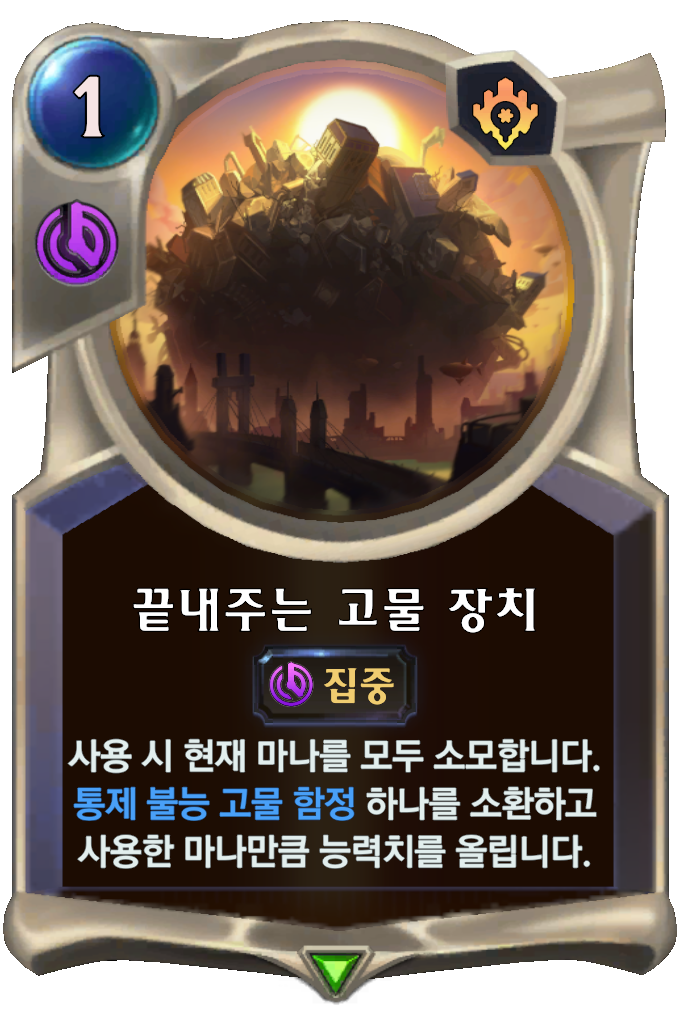 1
끝내주는 고물 장치
집중
사용 시 현재 마나를 모두 소모합니다.
통제 불능 고물 함정 하나를 소환하고
사용한 마나만큼 능력치를 올립니다.